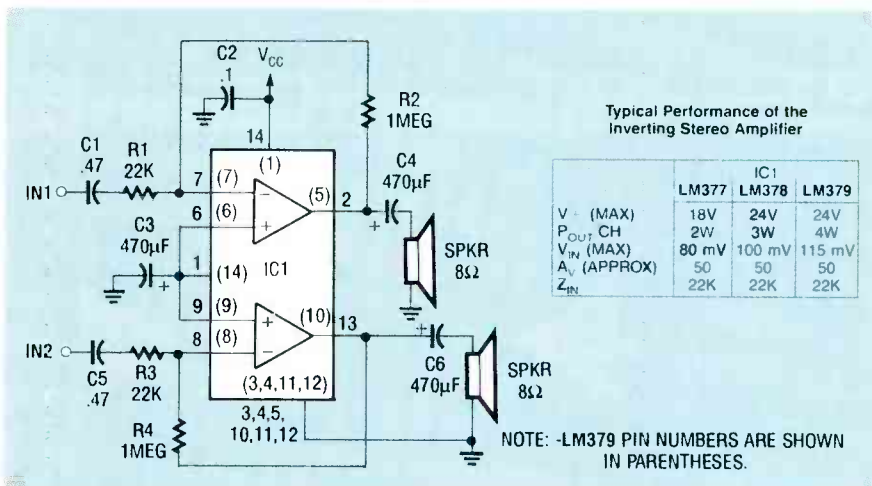 C2
.1
VCC
R2
1MEG
14
C1
.47
R1
22K
C4
470µF
IN1
7
(7)
(1)
(5)
2
6
(6)
C3
470µF
1
(14)
IC1
SPKR
8Ω
9
(9)
(10)
13
IN2
8
(8)
C5
.47
R3
22K
C6
470µF
SPKR
8Ω
(3,4,11,12)
3,4,5,
10,11,12
R4
1MEG
Typical Performance of the
Inverting Stereo Amplifier
IC1
LM377 LM378 LM379
V (MAX) 18V 24V 24V
POUT CH 2W 3W 4W
VIN (MAX) 80 mV 100 mV 115 mV
AV (APPROX) 50 50 50
ZIN 22K 22K 22K
NOTE: -LM379 PIN NUMBERS ARE SHOWN
IN PARENTHESES.